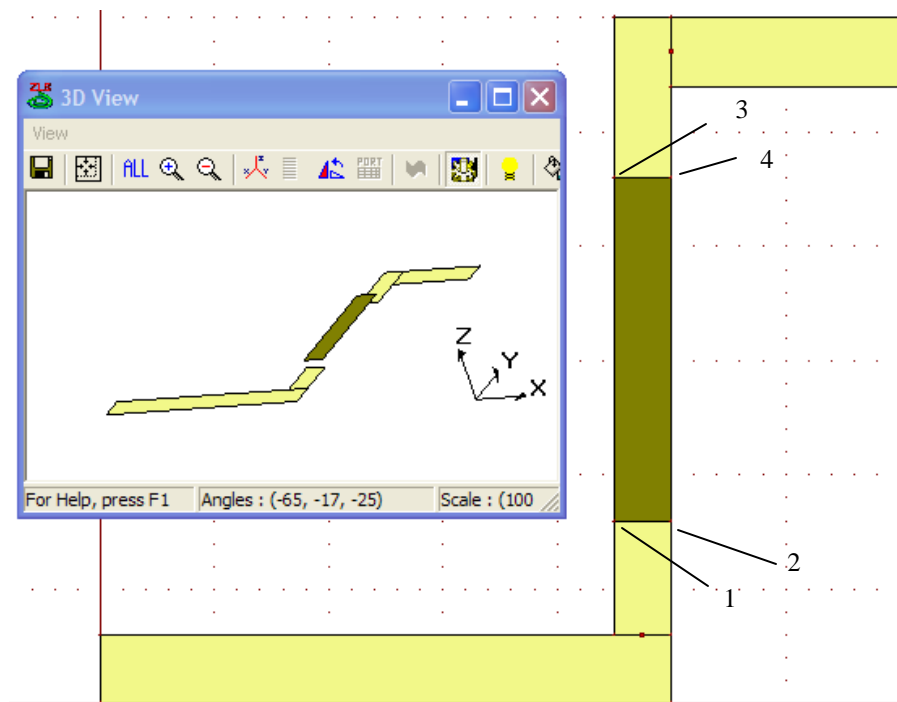 3D View
View
ALL
PORT
Z
Y
X
For Help, press F1 Angles : (-65, -17, -25) Scale : (100
3
4
2
1